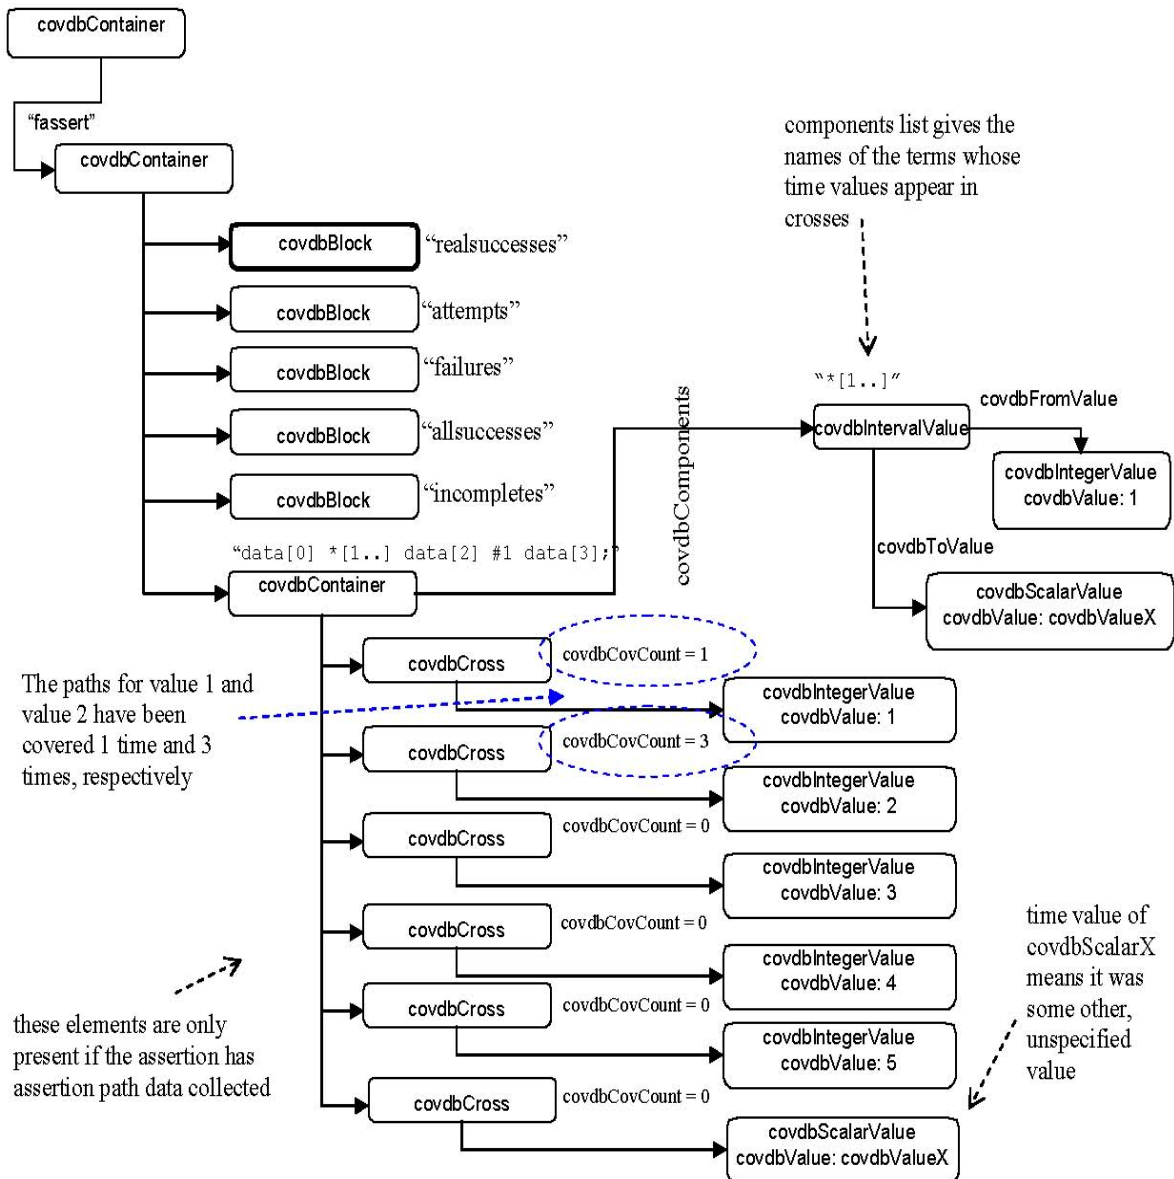 covdbContainer
“fassert”
covdbContainer
components list gives the
names of the terms whose
time values appear in
crosses
covdbBlock
“realsuccesses”
covdbBlock
“attempts”
covdbBlock
“failures”
covdbBlock
“allsuccesses”
covdbBlock
“incompletes”
covdbComponents
“*[1..]”
covdbIntervalValue
covdbFromValue
covdbIntegerValue
covdbValue: 1
covdbToValue
covdbScalarValue
covdbValue: covdbValueX
“data[0] *[1..] data[2] #1 data[3];”
covdbContainer
covdbCross
covdbCovCount = 1
covdbIntegerValue
covdbValue: 1
The paths for value 1 and
value 2 have been
covered 1 time and 3
times, respectively
covdbCross
covdbCovCount = 3
covdbIntegerValue
covdbValue: 2
covdbCross
covdbCovCount = 0
covdbIntegerValue
covdbValue: 3
covdbCross
covdbCovCount = 0
covdbIntegerValue
covdbValue: 4
covdbCross
covdbCovCount = 0
covdbIntegerValue
covdbValue: 5
time value of
covdbScalarX
means it was
some other,
unspecified
value
these elements are only
present if the assertion has
assertion path data collected
covdbCross
covdbCovCount = 0
covdbScalarValue
covdbValue: covdbValueX